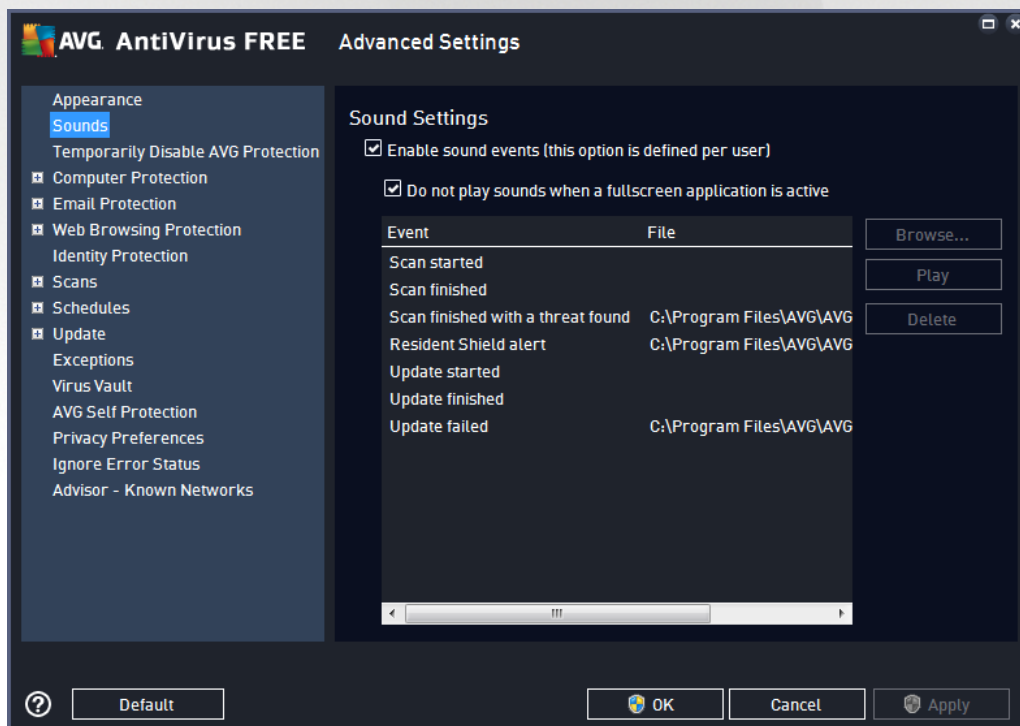 AVG. AntiVirus FREE Advanced Settings
Appearance
Sounds
Temporarily Disable AVG Protection
Computer Protection
Email Protection
Web Browsing Protection
Identity Protection
Scans
Schedules
Update
Exceptions
Virus Vault
AVG Self Protection
Privacy Preferences
Ignore Error Status
Advisor - Known Networks
Sound Settings
Enable sound events (this option is defined per user)
Do not play sounds when a fullscreen application is active
Event File
Scan started
Scan finished
Scan finished with a threat found C:\Program Files\AVG\AVG
Resident Shield alert C:\Program Files\AVG\AVG
Update started
Update finished
Update failed C:\Program Files\AVG\AVG
Browse...
Play
Delete
? Default OK Cancel Apply